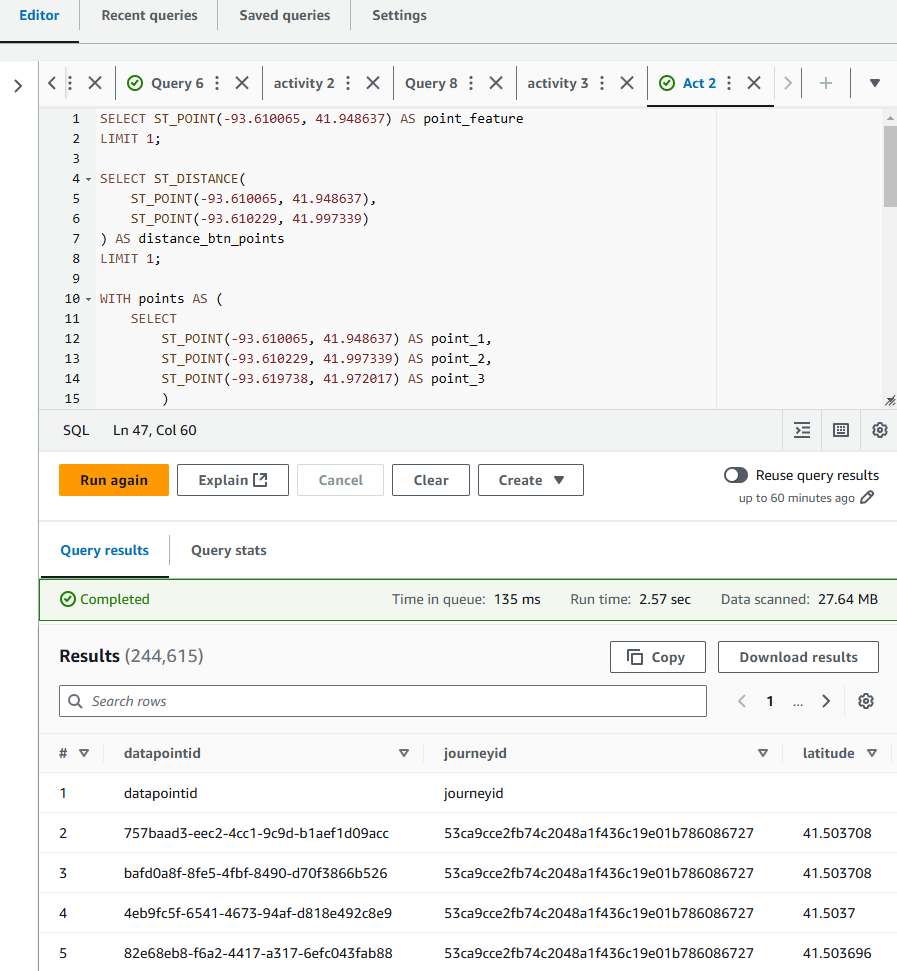 Editor Recent queries Saved queries Settings
Query 6 activity 2 Query 8 activity 3 Act 2
1 SELECT ST_POINT(-93.610065, 41.948637) AS point_feature
2 LIMIT 1;
3
4 SELECT ST_DISTANCE(
5 ST_POINT(-93.610065, 41.948637),
6 ST_POINT(-93.610229, 41.997339)
7 ) AS distance_btn_points
8 LIMIT 1;
9
10 WITH points AS (
11 SELECT
12 ST_POINT(-93.610065, 41.948637) AS point_1,
13 ST_POINT(-93.610229, 41.997339) AS point_2,
14 ST_POINT(-93.619738, 41.972017) AS point_3
15 )
SQL Ln 47, Col 60
Run again Explain Cancel Clear Create Reuse query results
up to 60 minutes ago
Query results Query stats
Completed Time in queue: 135 ms Run time: 2.57 sec Data scanned: 27.64 MB
Results (244,615) Copy Download results
Search rows 1 ...
# datapointid journeyid latitude
1 datapointid journeyid
2 757baad3-eec2-4cc1-9c9d-b1aef1d09acc 53ca9cce2fb74c2048a1f436c19e01b786086727 41.503708
3 bafd0a8f-8fe5-4fbf-8490-d70f3866b526 53ca9cce2fb74c2048a1f436c19e01b786086727 41.503708
4 4eb9fc5f-6541-4673-94af-d818e492c8e9 53ca9cce2fb74c2048a1f436c19e01b786086727 41.5037
5 82e68eb8-f6a2-4417-a317-6efc043fab88 53ca9cce2fb74c2048a1f436c19e01b786086727 41.503696